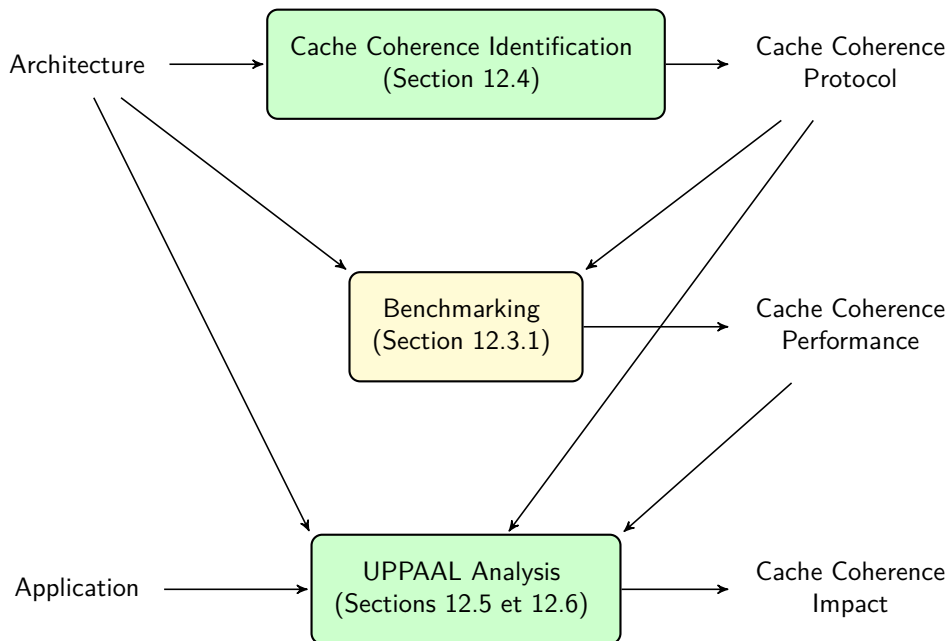 Architecture
Cache Coherence Identification
(Section 12.4)
Cache Coherence
Protocol
Benchmarking
(Section 12.3.1)
Cache Coherence
Performance
Application
UPPAAL Analysis
(Sections 12.5 et 12.6)
Cache Coherence
Impact